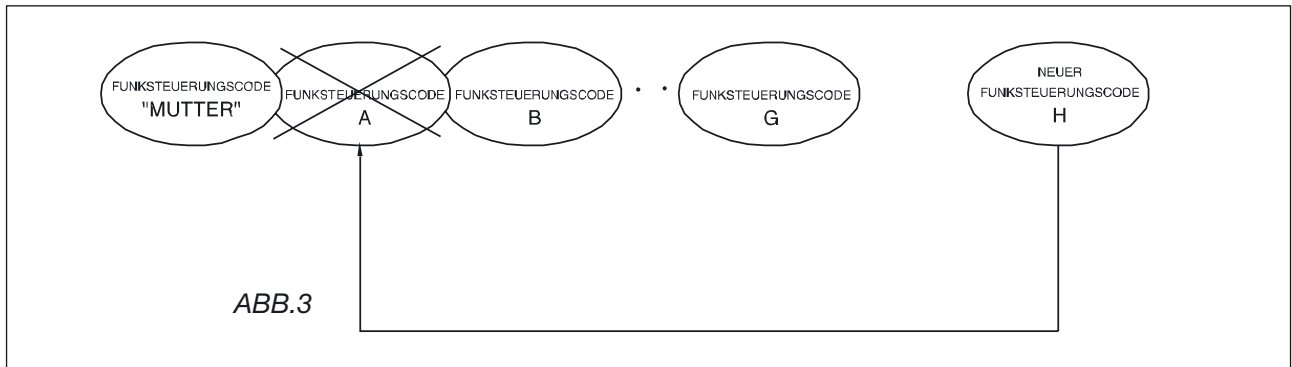 FUNKSTEUERUNGSCODE
"MUTTER"
FUNKSTEUERUNGSCODE
A
FUNKSTEUERUNGSCODE
B
. .
FUNKSTEUERUNGSCODE
G
NEUER
FUNKSTEUERUNGSCODE
H
ABB.3